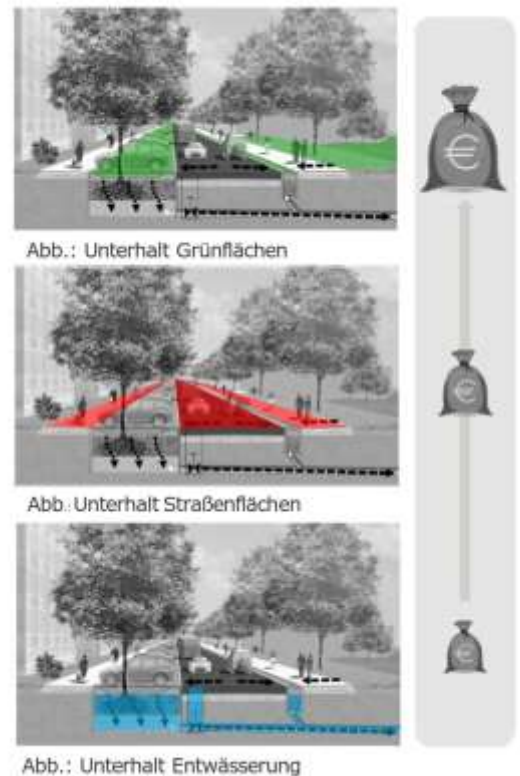 Abb.: Unterhalt Grünflächen
Abb. Unterhalt Straßenflächen
Abb.: Unterhalt Entwässerung
€
€
€